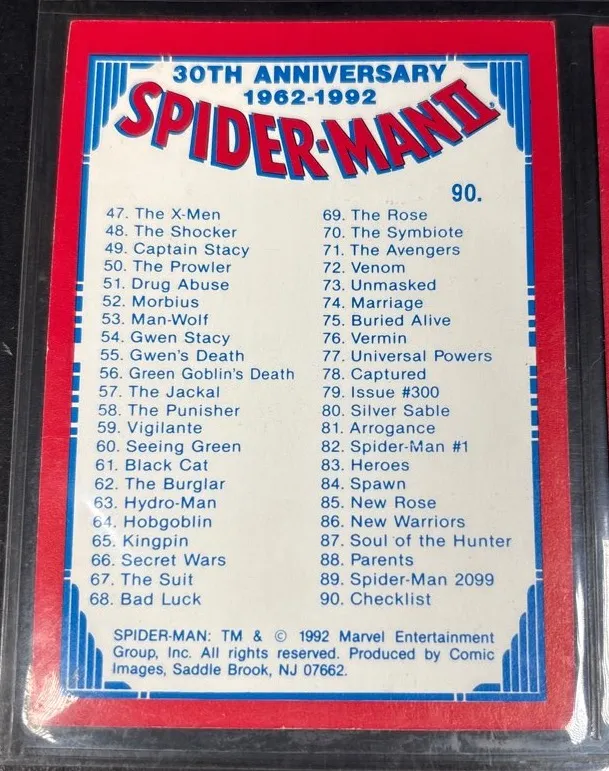 30TH ANNIVERSARY
1962-1992
SPIDER-MAN II
90.
47. The X-Men
48. The Shocker
49. Captain Stacy
50. The Prowler
51. Drug Abuse
52. Morbius
53. Man-Wolf
54. Gwen Stacy
55. Gwen's Death
56. Green Goblin's Death
57. The Jackal
58. The Punisher
59. Vigilante
60. Seeing Green
61. Black Cat
62. The Burglar
63. Hydro-Man
64. Hobgoblin
65. Kingpin
66. Secret Wars
67. The Suit
68. Bad Luck
69. The Rose
70. The Symbiote
71. The Avengers
72. Venom
73. Unmasked
74. Marriage
75. Buried Alive
76. Vermin
77. Universal Powers
78. Captured
79. Issue #300
80. Silver Sable
81. Arrogance
82. Spider-Man #1
83. Heroes
84. Spawn
85. New Rose
86. New Warriors
87. Soul of the Hunter
88. Parents
89. Spider-Man 2099
90. Checklist
SPIDER-MAN: TM & © 1992 Marvel Entertainment
Group, Inc. All rights reserved. Produced by Comic
Images, Saddle Brook, NJ 07662.